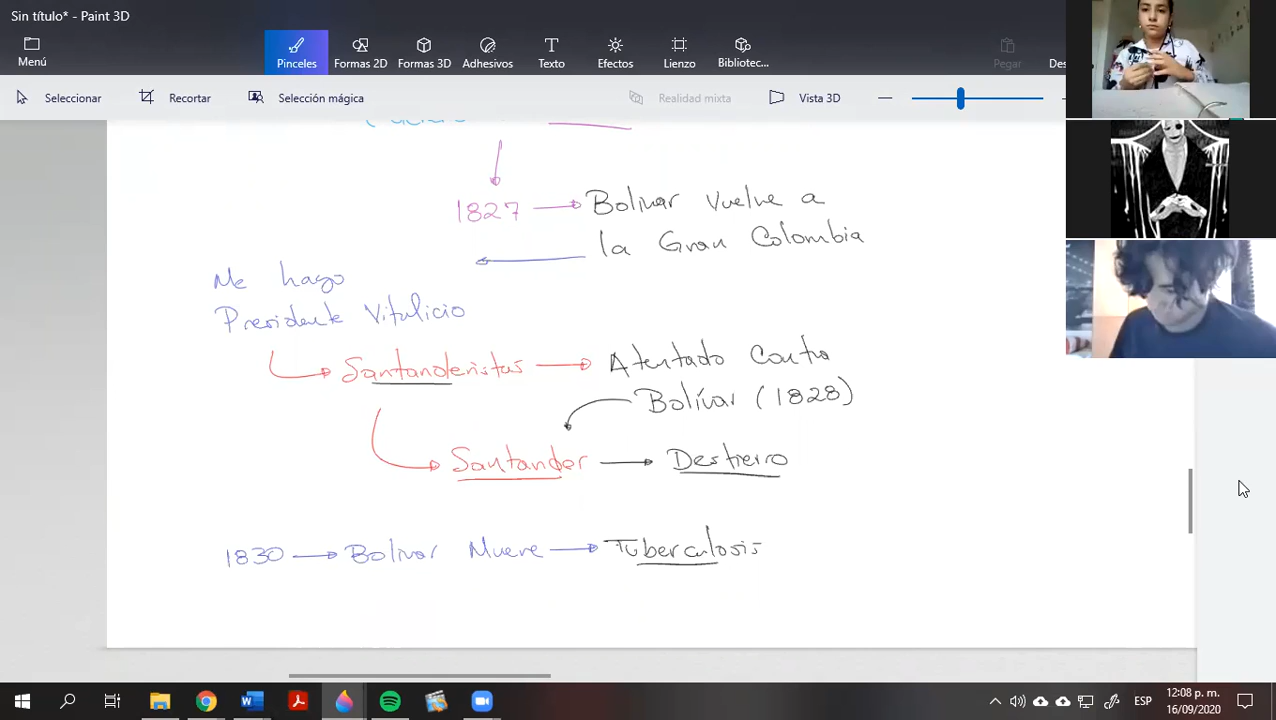 Sin título* - Paint 3D
Menú
Pinceles
Formas 2D
Formas 3D
Adhesivos
Texto
Efectos
Lienzo
Bibliotec...
Pegar
Des
Seleccionar
Recortar
Selección mágica
Realidad mixta
Vista 3D
1827 → Bolivar Vuelve a
la Gran Colombia
Me hago
Presidente Vitalicio
Santanderistas → Atentado Contra
Bolívar (1828)
Santander → Destierro
1830 → Bolivar Muere → Tuberculosis
ESP
12:08 p. m.
16/09/2020